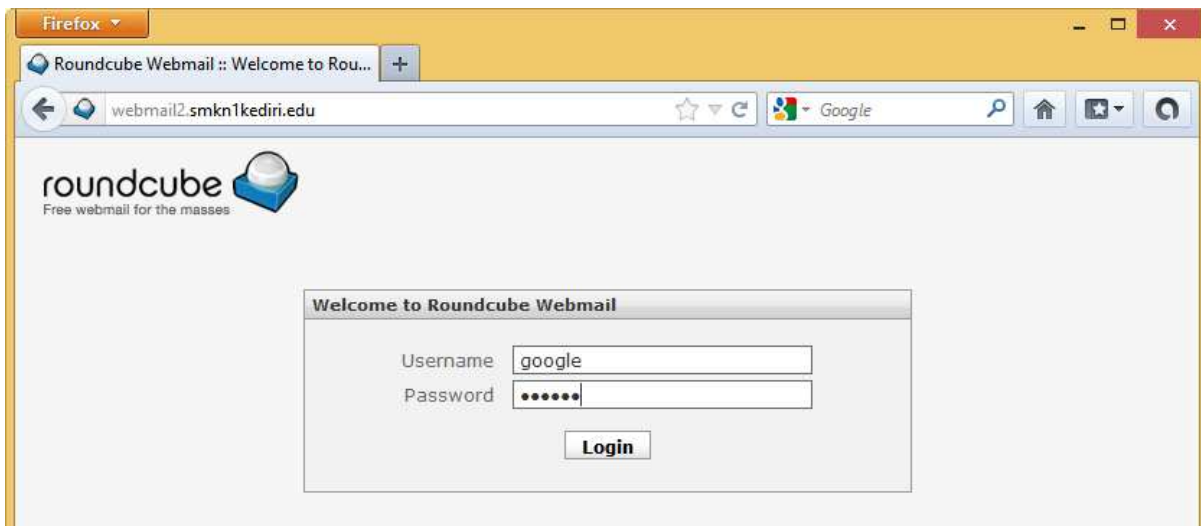 Firefox
Roundcube Webmail :: Welcome to Rou...
webmail2.smkn1kediri.edu
Google
roundcube
Free webmail for the masses
Welcome to Roundcube Webmail
Username google
Password ••••••
Login